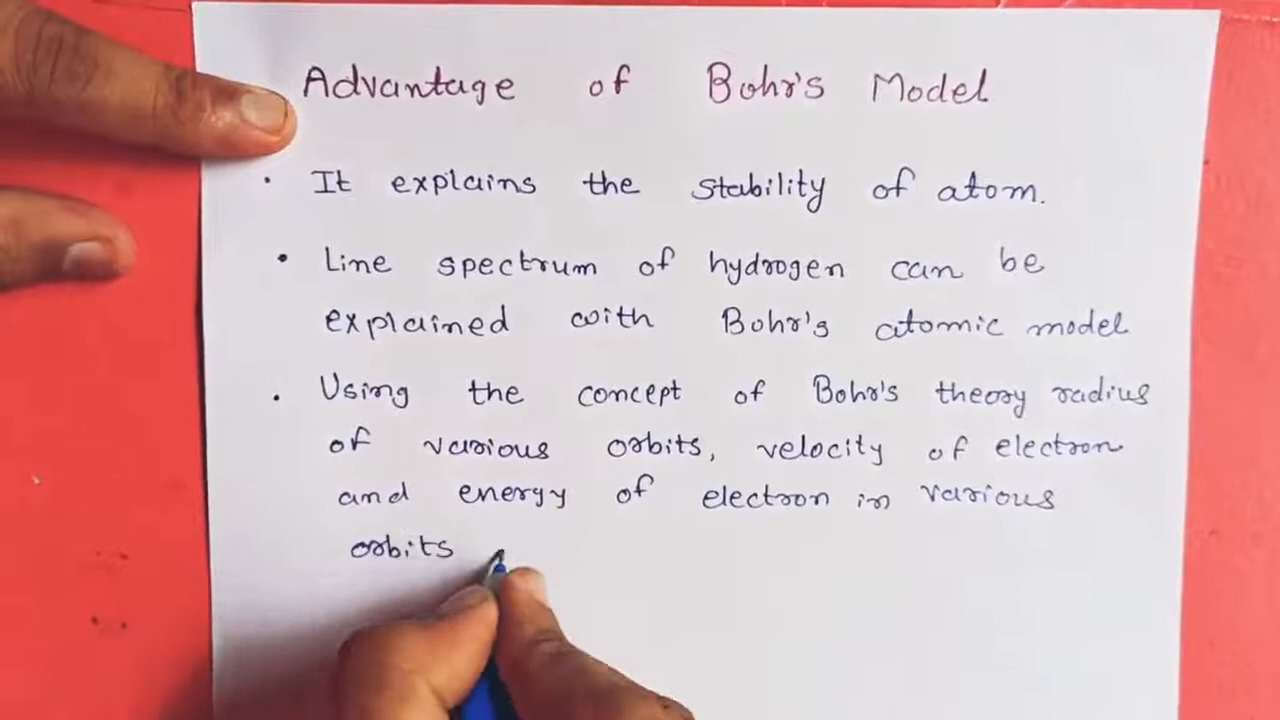 Advantage of Bohr's Model
• It explains the stability of atom.
• Line spectrum of hydrogen can be
explained with Bohr's atomic model
• Using the concept of Bohr's theory radius
of various orbits, velocity of electron
and energy of electron in various
orbits